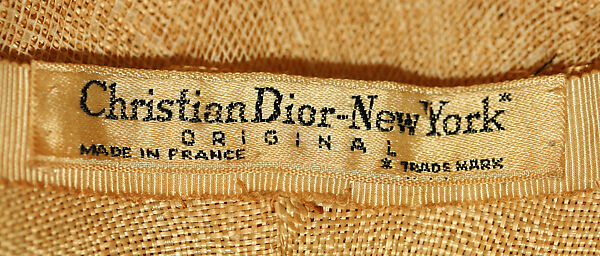 Christian Dior-New York*
ORIGINAL
MADE IN FRANCE * TRADE MARK